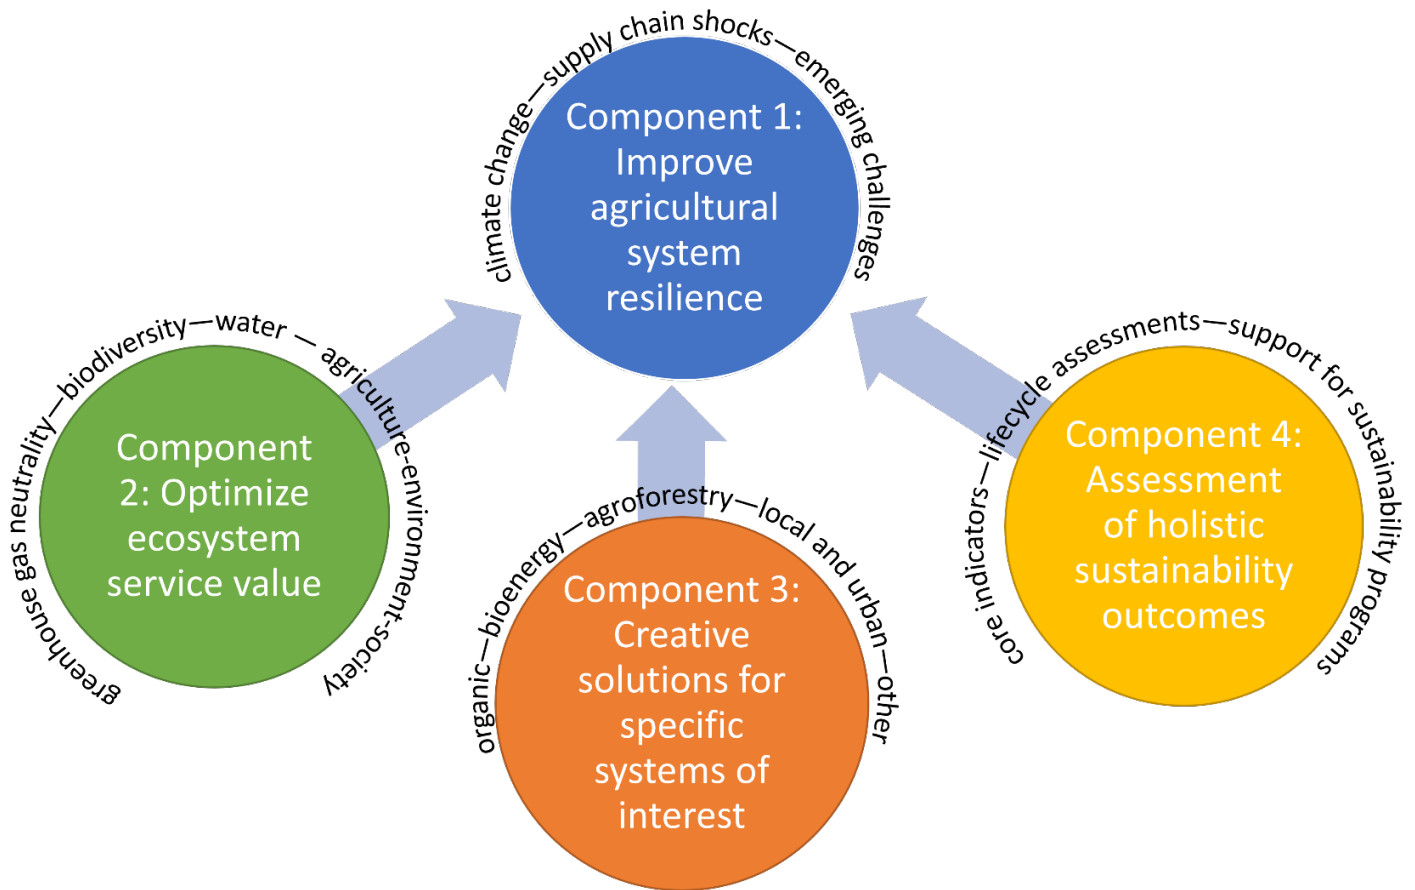 climate change—supply chain shocks—emerging challenges
Component 1:
Improve
agricultural
system
resilience
greenhouse gas neutrality—biodiversity—water — agriculture-environment-society
Component
2: Optimize
ecosystem
service value
organic—bioenergy—agroforestry—local and urban—other
Component 3:
Creative
solutions for
specific
systems of
interest
core indicators—lifecycle assessments—support for sustainability programs
Component 4:
Assessment
of holistic
sustainability
outcomes